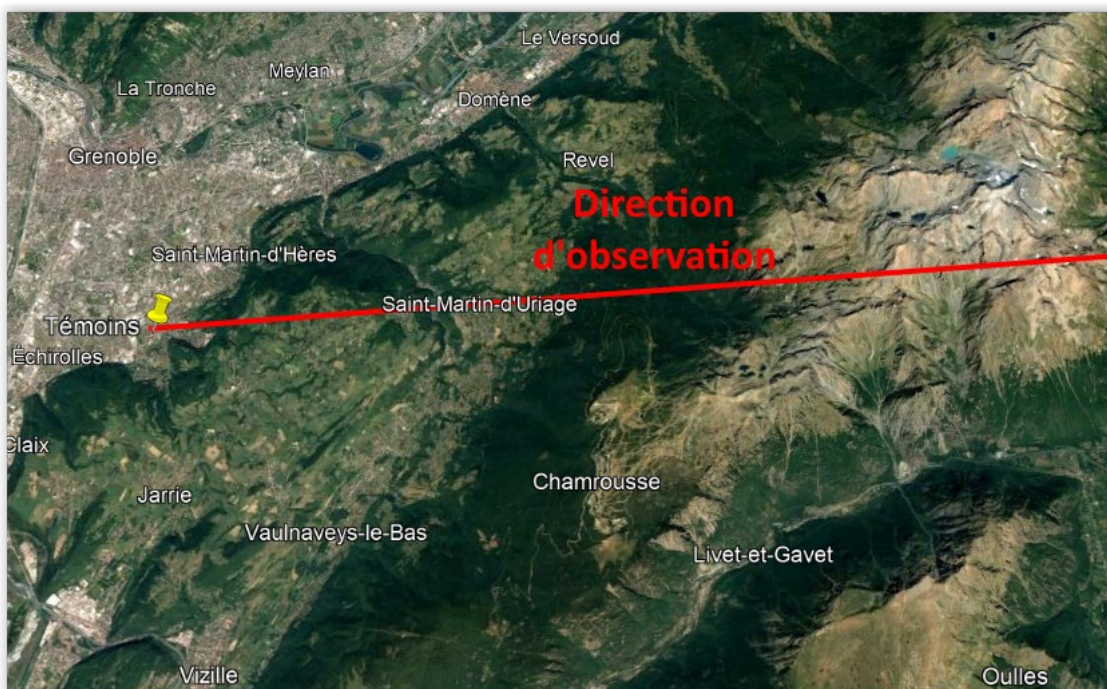 Le Versoud
Meylan
La Tronche
Domène
Grenoble
Revel
Direction
d'observation
Saint-Martin-d'Hères
Saint-Martin-d'Uriage
Témoins
Échirolles
Claix
Chamrousse
Jarrie
Vaulnaveys-le-Bas
Livet-et-Gavet
Vizille
Oulles